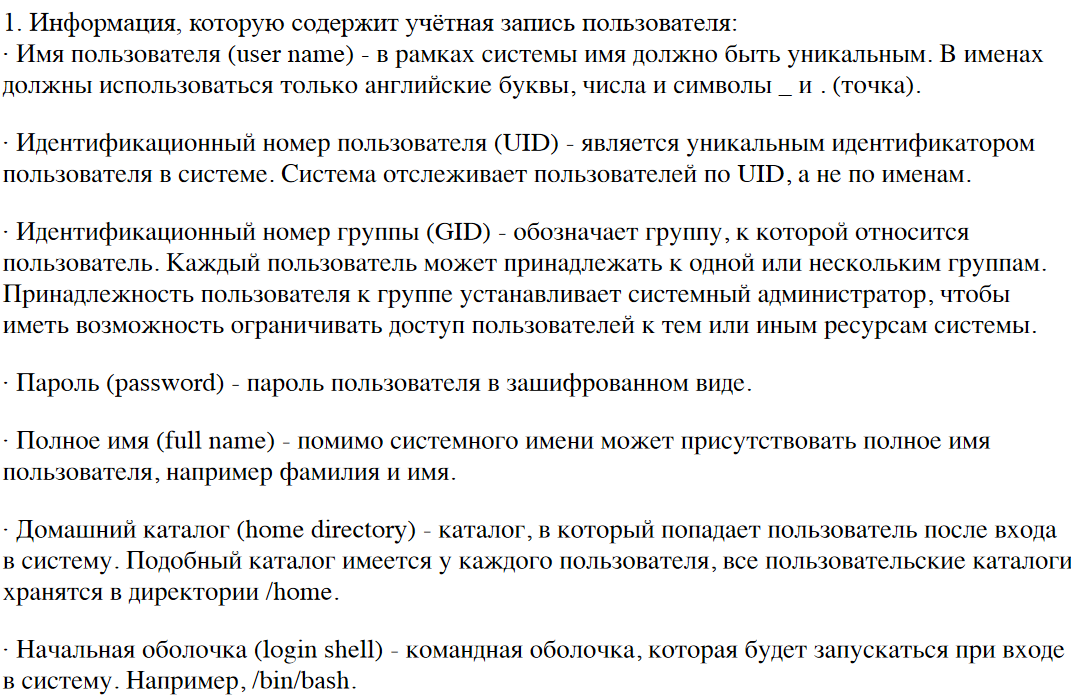 1. Информация, которую содержит учётная запись пользователя:
· Имя пользователя (user name) - в рамках системы имя должно быть уникальным. В именах
должны использоваться только английские буквы, числа и символы _ и . (точка).
· Идентификационный номер пользователя (UID) - является уникальным идентификатором
пользователя в системе. Система отслеживает пользователей по UID, а не по именам.
· Идентификационный номер группы (GID) - обозначает группу, к которой относится
пользователь. Каждый пользователь может принадлежать к одной или нескольким группам.
Принадлежность пользователя к группе устанавливает системный администратор, чтобы
иметь возможность ограничивать доступ пользователей к тем или иным ресурсам системы.
· Пароль (password) - пароль пользователя в зашифрованном виде.
· Полное имя (full name) - помимо системного имени может присутствовать полное имя
пользователя, например фамилия и имя.
· Домашний каталог (home directory) - каталог, в который попадает пользователь после входа
в систему. Подобный каталог имеется у каждого пользователя, все пользовательские каталоги
хранятся в директории /home.
· Начальная оболочка (login shell) - командная оболочка, которая будет запускаться при входе
в систему. Например, /bin/bash.